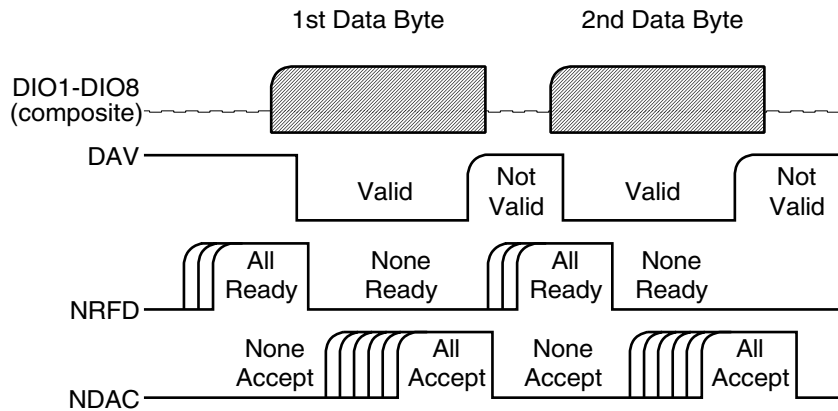 1st Data Byte 2nd Data Byte
DIO1-DIO8
(composite)
DAV
Valid
Not
Valid
Valid
Not
Valid
NRFD
All
Ready
None
Ready
All
Ready
None
Ready
NDAC
None
Accept
All
Accept
None
Accept
All
Accept